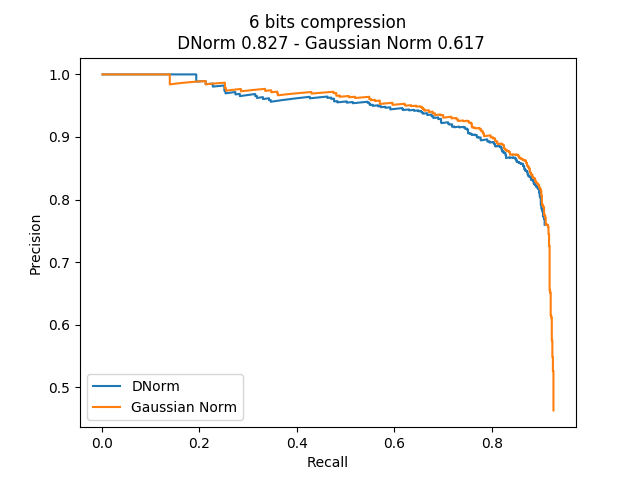 6 bits compression
DNorm 0.827 - Gaussian Norm 0.617
1.0
0.9
0.8
0.7
0.6
0.5
Precision
0.0
0.2
0.4
0.6
0.8
Recall
DNorm
Gaussian Norm